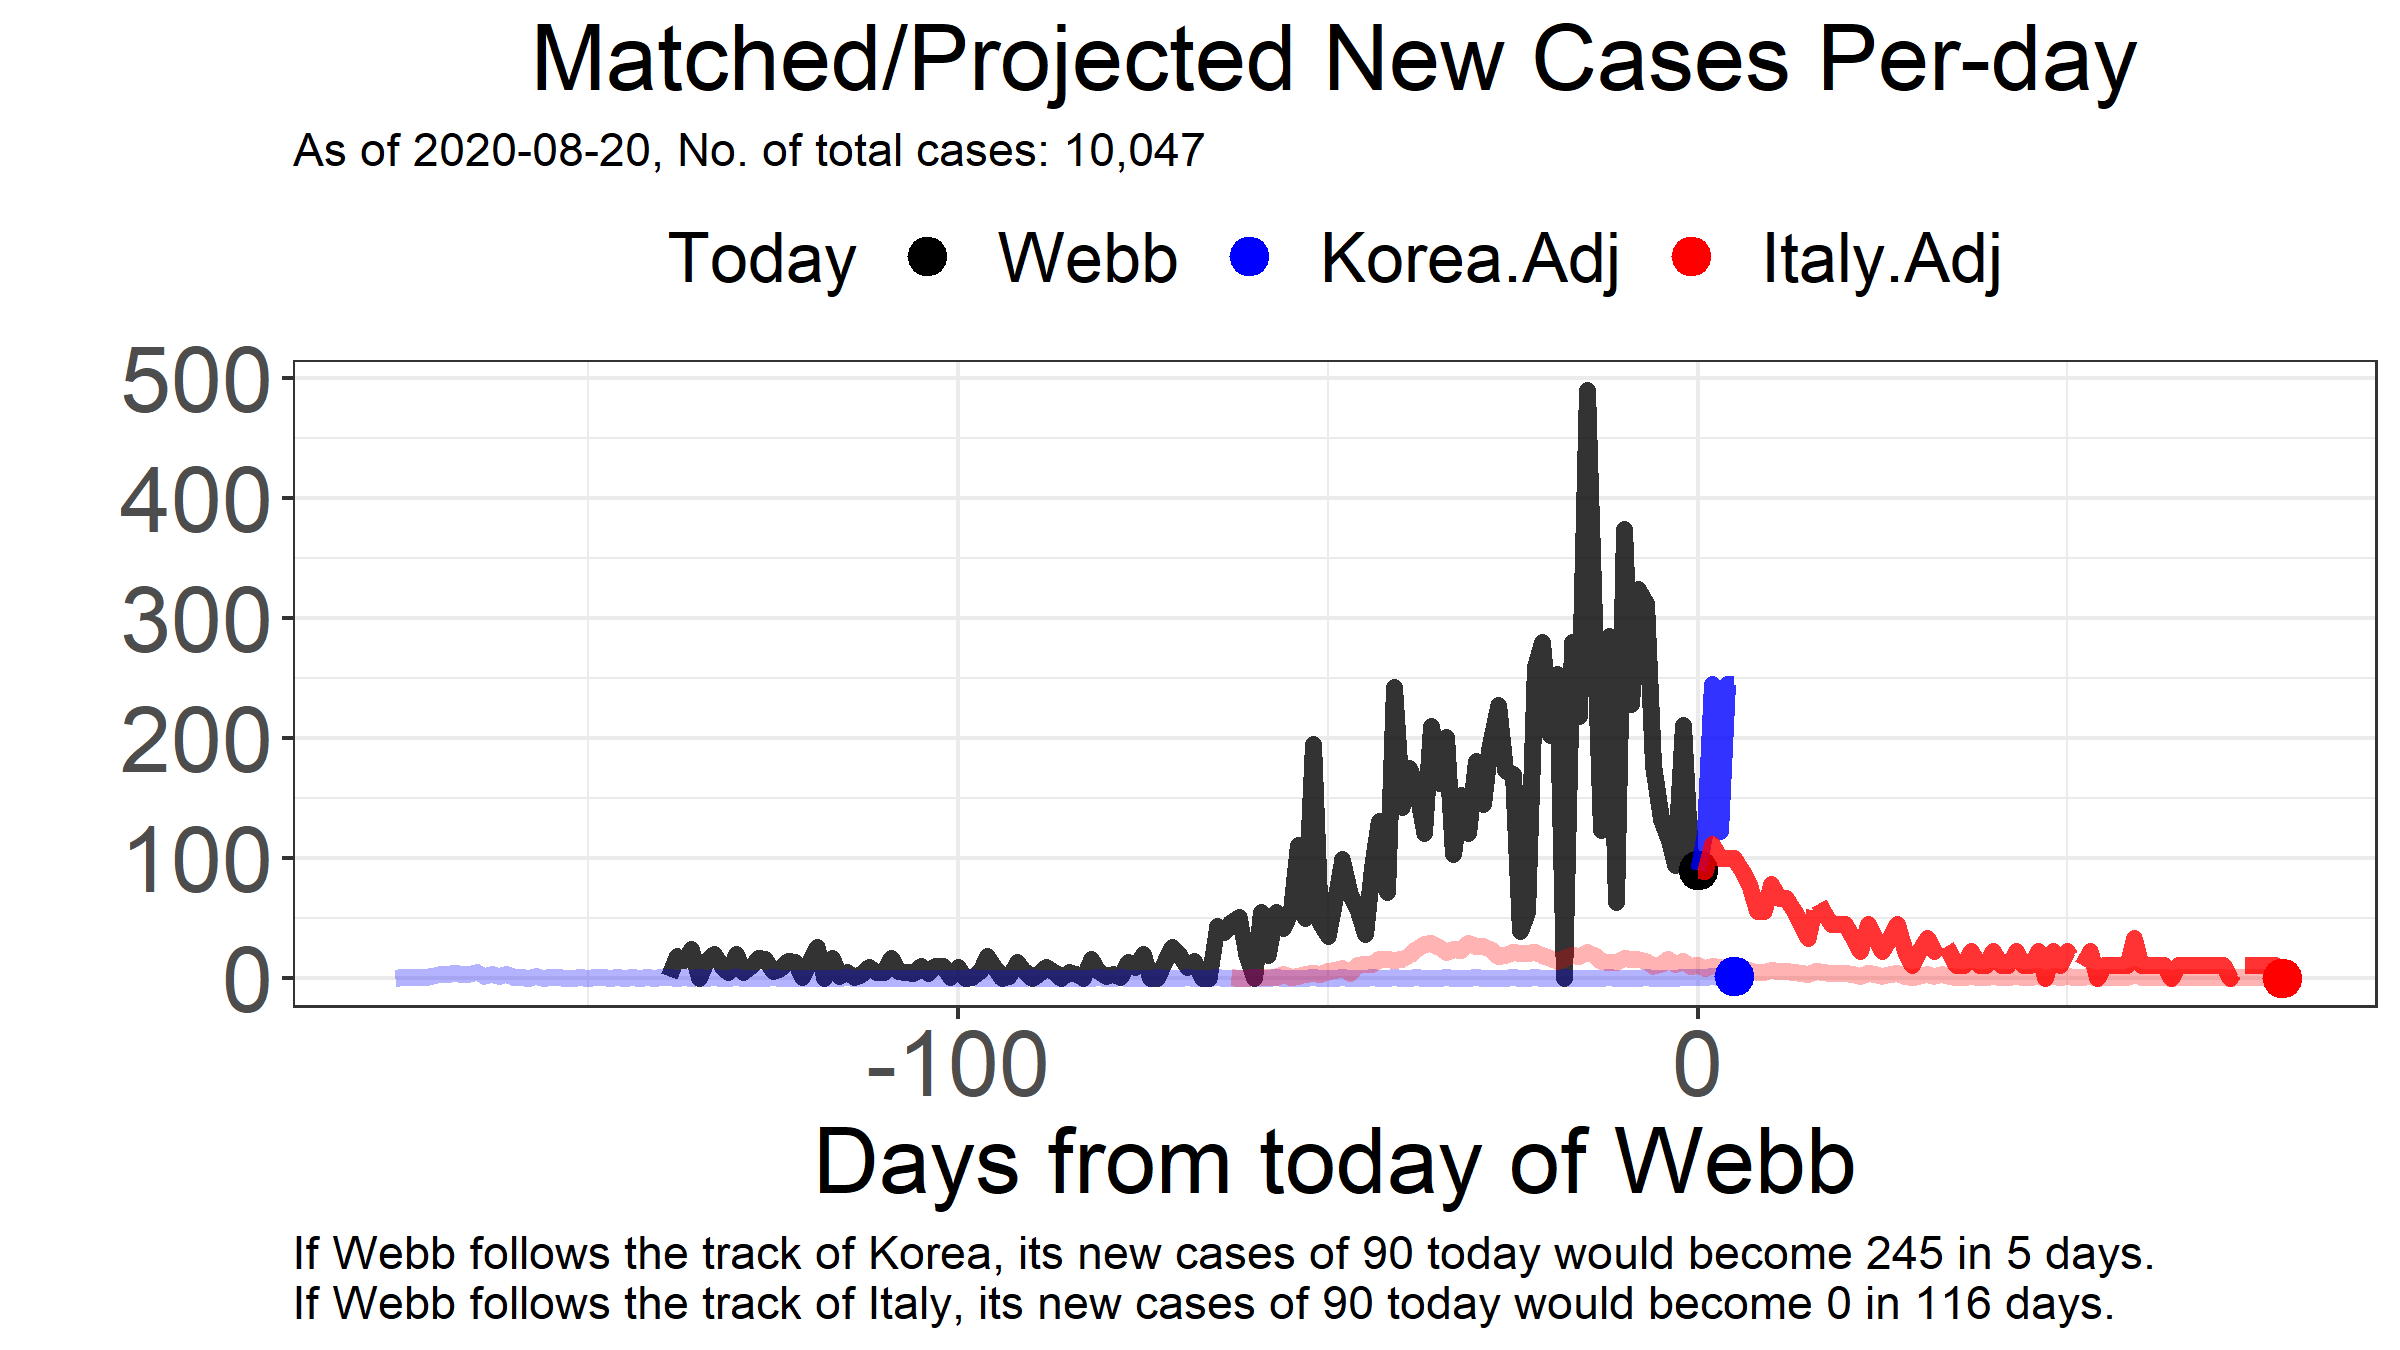 Matched/Projected New Cases Per-day
As of 2020-08-20, No. of total cases: 10,047
Today Webb Korea.Adj Italy.Adj
500
400
300
200
100
0
-100 0
Days from today of Webb
If Webb follows the track of Korea, its new cases of 90 today would become 245 in 5 days.
If Webb follows the track of Italy, its new cases of 90 today would become 0 in 116 days.